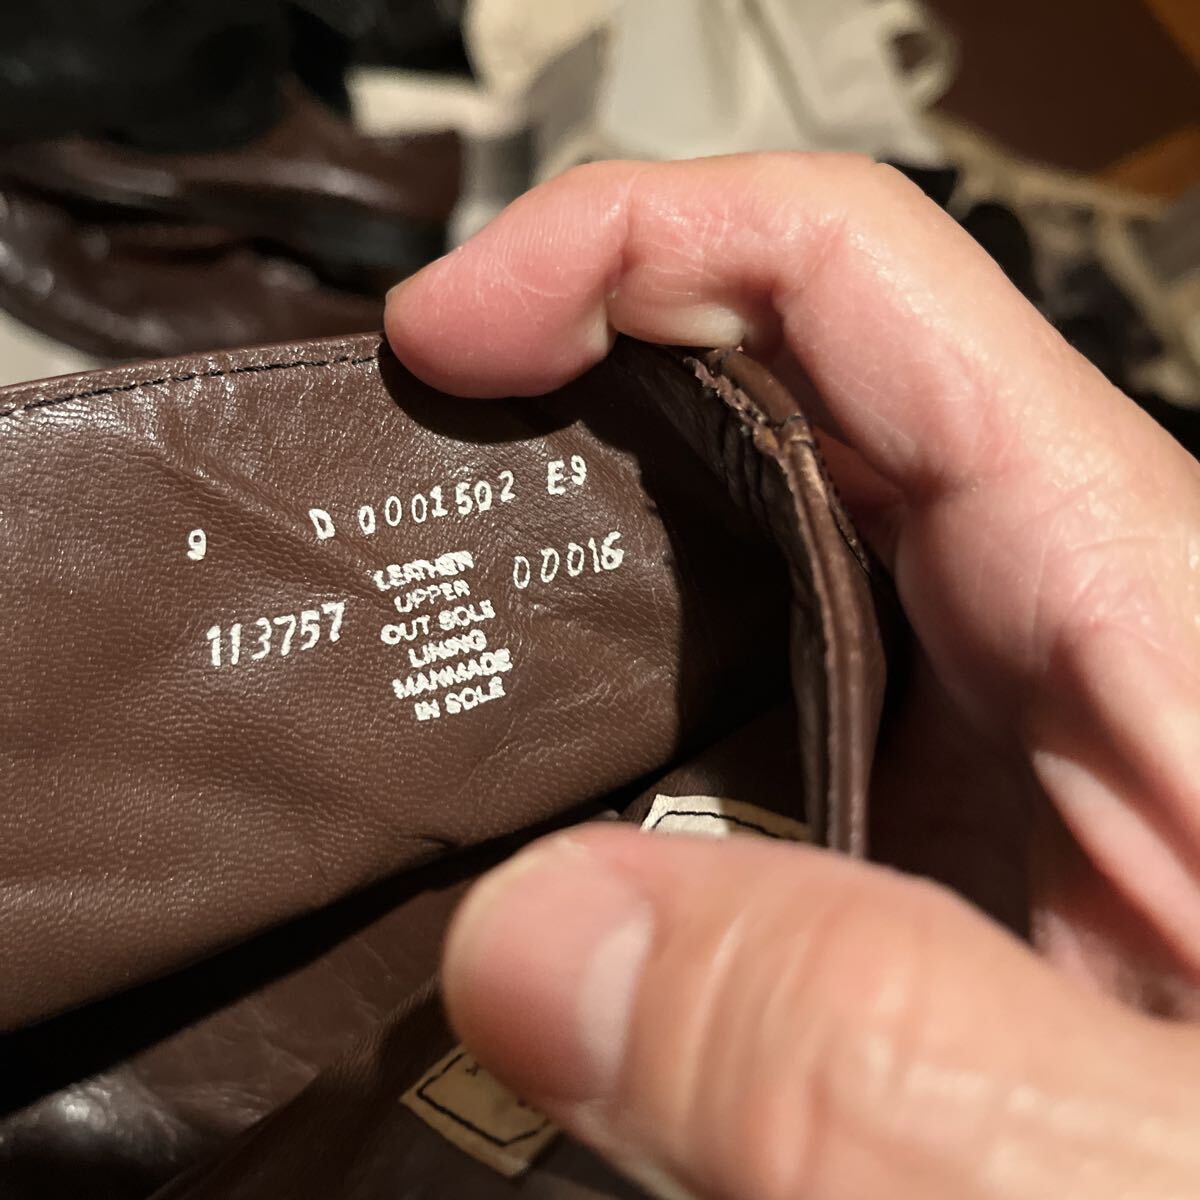 9 D 0001502 E9
113757 00016
LEATHER
UPPER
OUT SOLE
LINING
MANMADE
IN SOLE